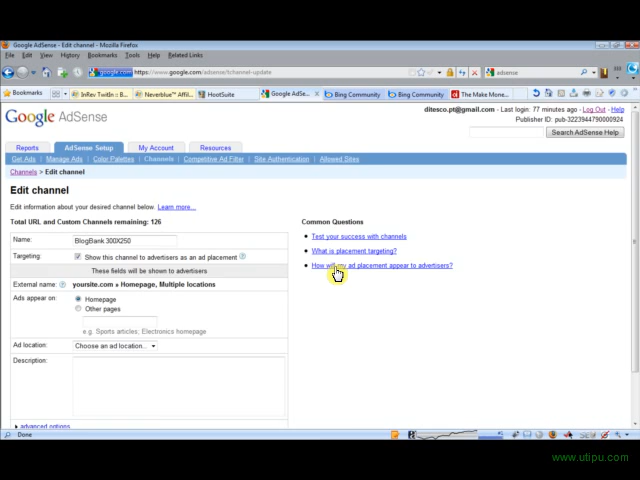 Google AdSense - Edit channel - Mozilla Firefox
File Edit View History Bookmarks Tools Help Related Links
google.com https://www.google.com/adsense/tchannel-update
adsense
Bookmarks InRev TwitIn :: B... Neverblue™ Affil... HootSuite Google AdSe... Bing Community Bing Community The Make Mone...
ditesco.pt@gmail.com - Last login: 77 minutes ago - Log Out - Help
Publisher ID: pub-3223944790000924
Google AdSense
Search AdSense Help
Reports AdSense Setup My Account Resources
Get Ads | Manage Ads | Color Palettes | Channels | Competitive Ad Filter | Site Authentication | Allowed Sites
Channels > Edit channel
Edit channel
Edit information about your desired channel below. Learn more...
Total URL and Custom Channels remaining: 126
Name: BlogBank 300X250
Targeting: Show this channel to advertisers as an ad placement
These fields will be shown to advertisers
External name: yoursite.com » Homepage, Multiple locations
Ads appear on: Homepage
Other pages
e.g. Sports articles; Electronics homepage
Ad location: Choose an ad location...
Description:
advanced options
Common Questions
Test your success with channels
What is placement targeting?
How will my ad placement appear to advertisers?
Done
www.utipu.com